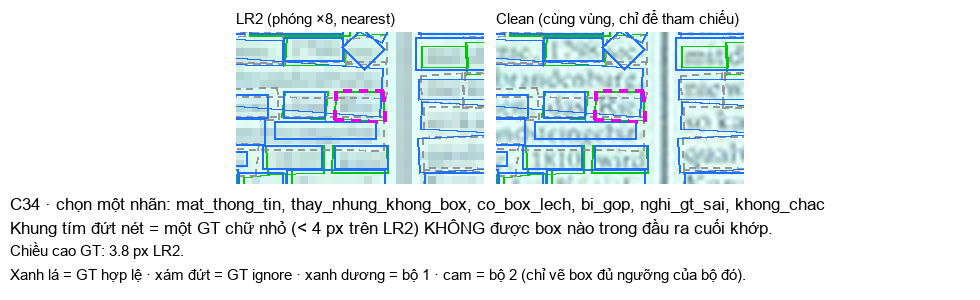 LR2 (phóng ×8, nearest)
Clean (cùng vùng, chỉ để tham chiếu)
C34 · chọn một nhãn: mat_thong_tin, thay_nhung_khong_box, co_box_lech, bi_gop, nghi_gt_sai, khong_chac
Khung tím đứt nét = một GT chữ nhỏ (< 4 px trên LR2) KHÔNG được box nào trong đầu ra cuối khớp.
Chiều cao GT: 3.8 px LR2.
Xanh lá = GT hợp lệ · xám đứt = GT ignore · xanh dương = bộ 1 · cam = bộ 2 (chỉ vẽ box đủ ngưỡng của bộ đó).